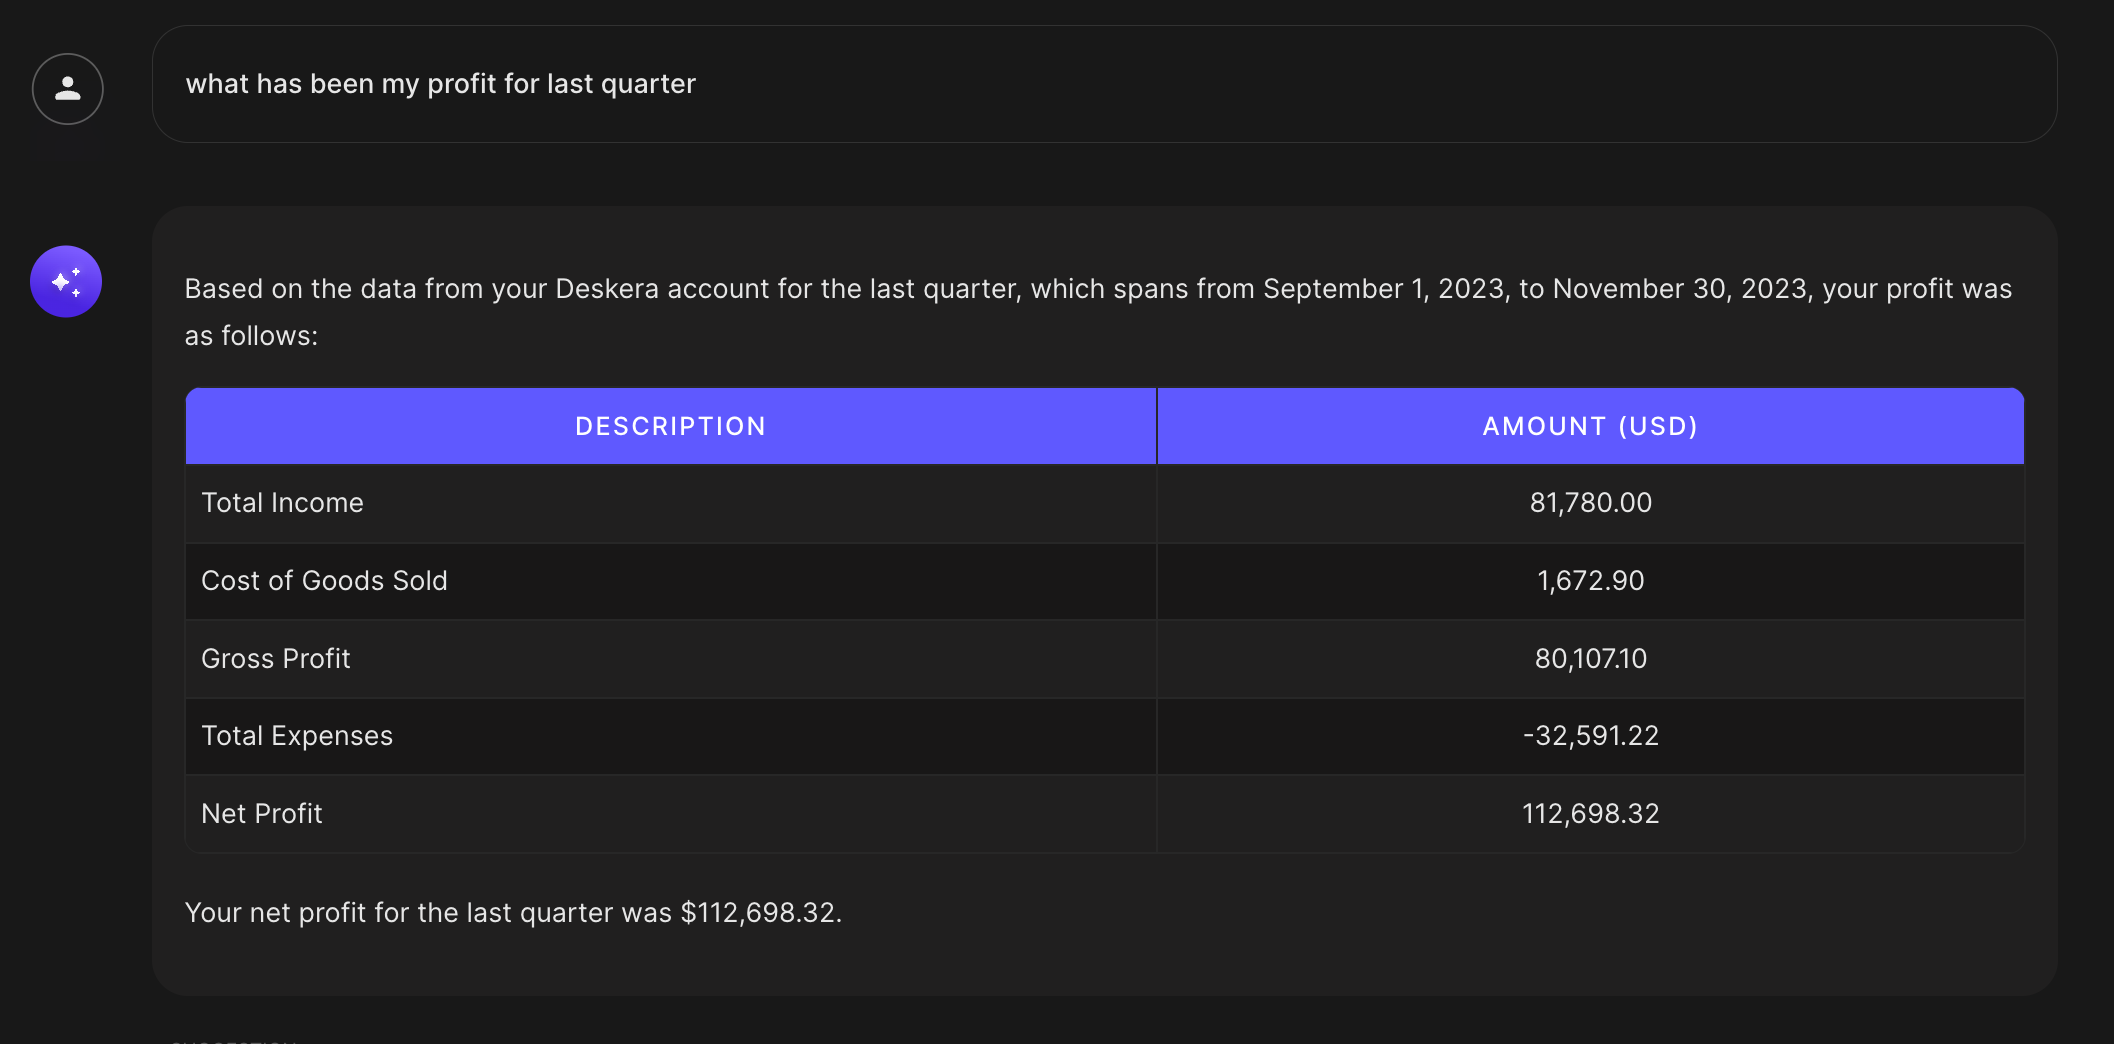 what has been my profit for last quarter
Based on the data from your Deskera account for the last quarter, which spans from September 1, 2023, to November 30, 2023, your profit was
as follows:
DESCRIPTION AMOUNT (USD)
Total Income 81,780.00
Cost of Goods Sold 1,672.90
Gross Profit 80,107.10
Total Expenses -32,591.22
Net Profit 112,698.32
Your net profit for the last quarter was $112,698.32.